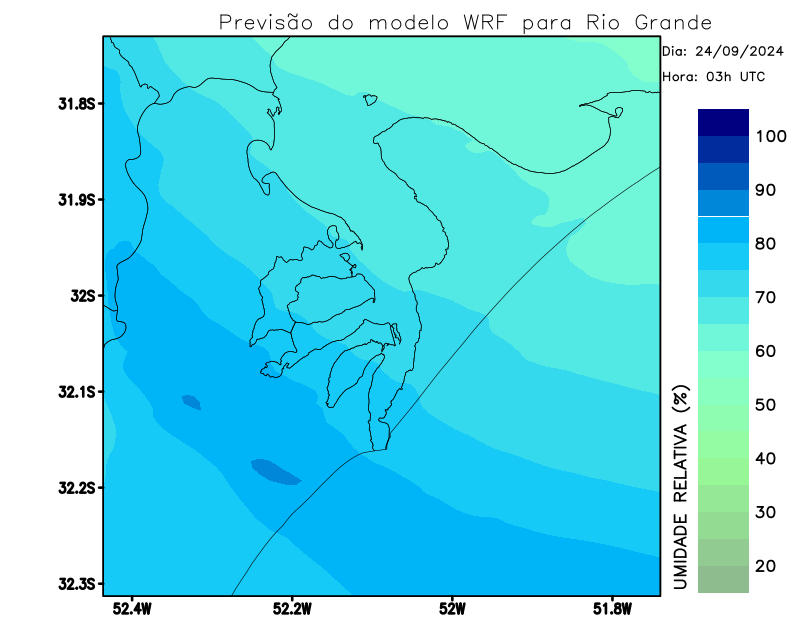 Previsão do modelo WRF para Rio Grande
Dia: 24/09/2024
Hora: 03h UTC
31.8S
31.9S
32S
32.1S
32.2S
32.3S
52.4W
52.2W
52W
51.8W
UMIDADE RELATIVA (%)
100
90
80
70
60
50
40
30
20